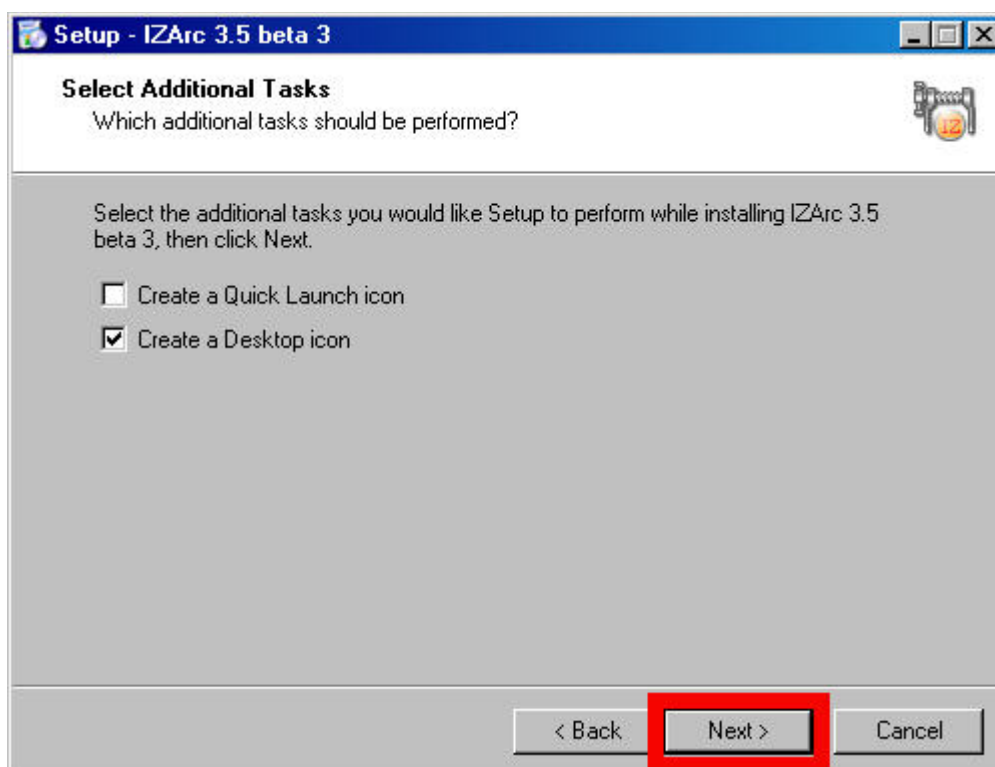 Setup - IZArc 3.5 beta 3
Select Additional Tasks
Which additional tasks should be performed?
IZ
Select the additional tasks you would like Setup to perform while installing IZArc 3.5
beta 3, then click Next.
Create a Quick Launch icon
Create a Desktop icon
< Back
Next >
Cancel